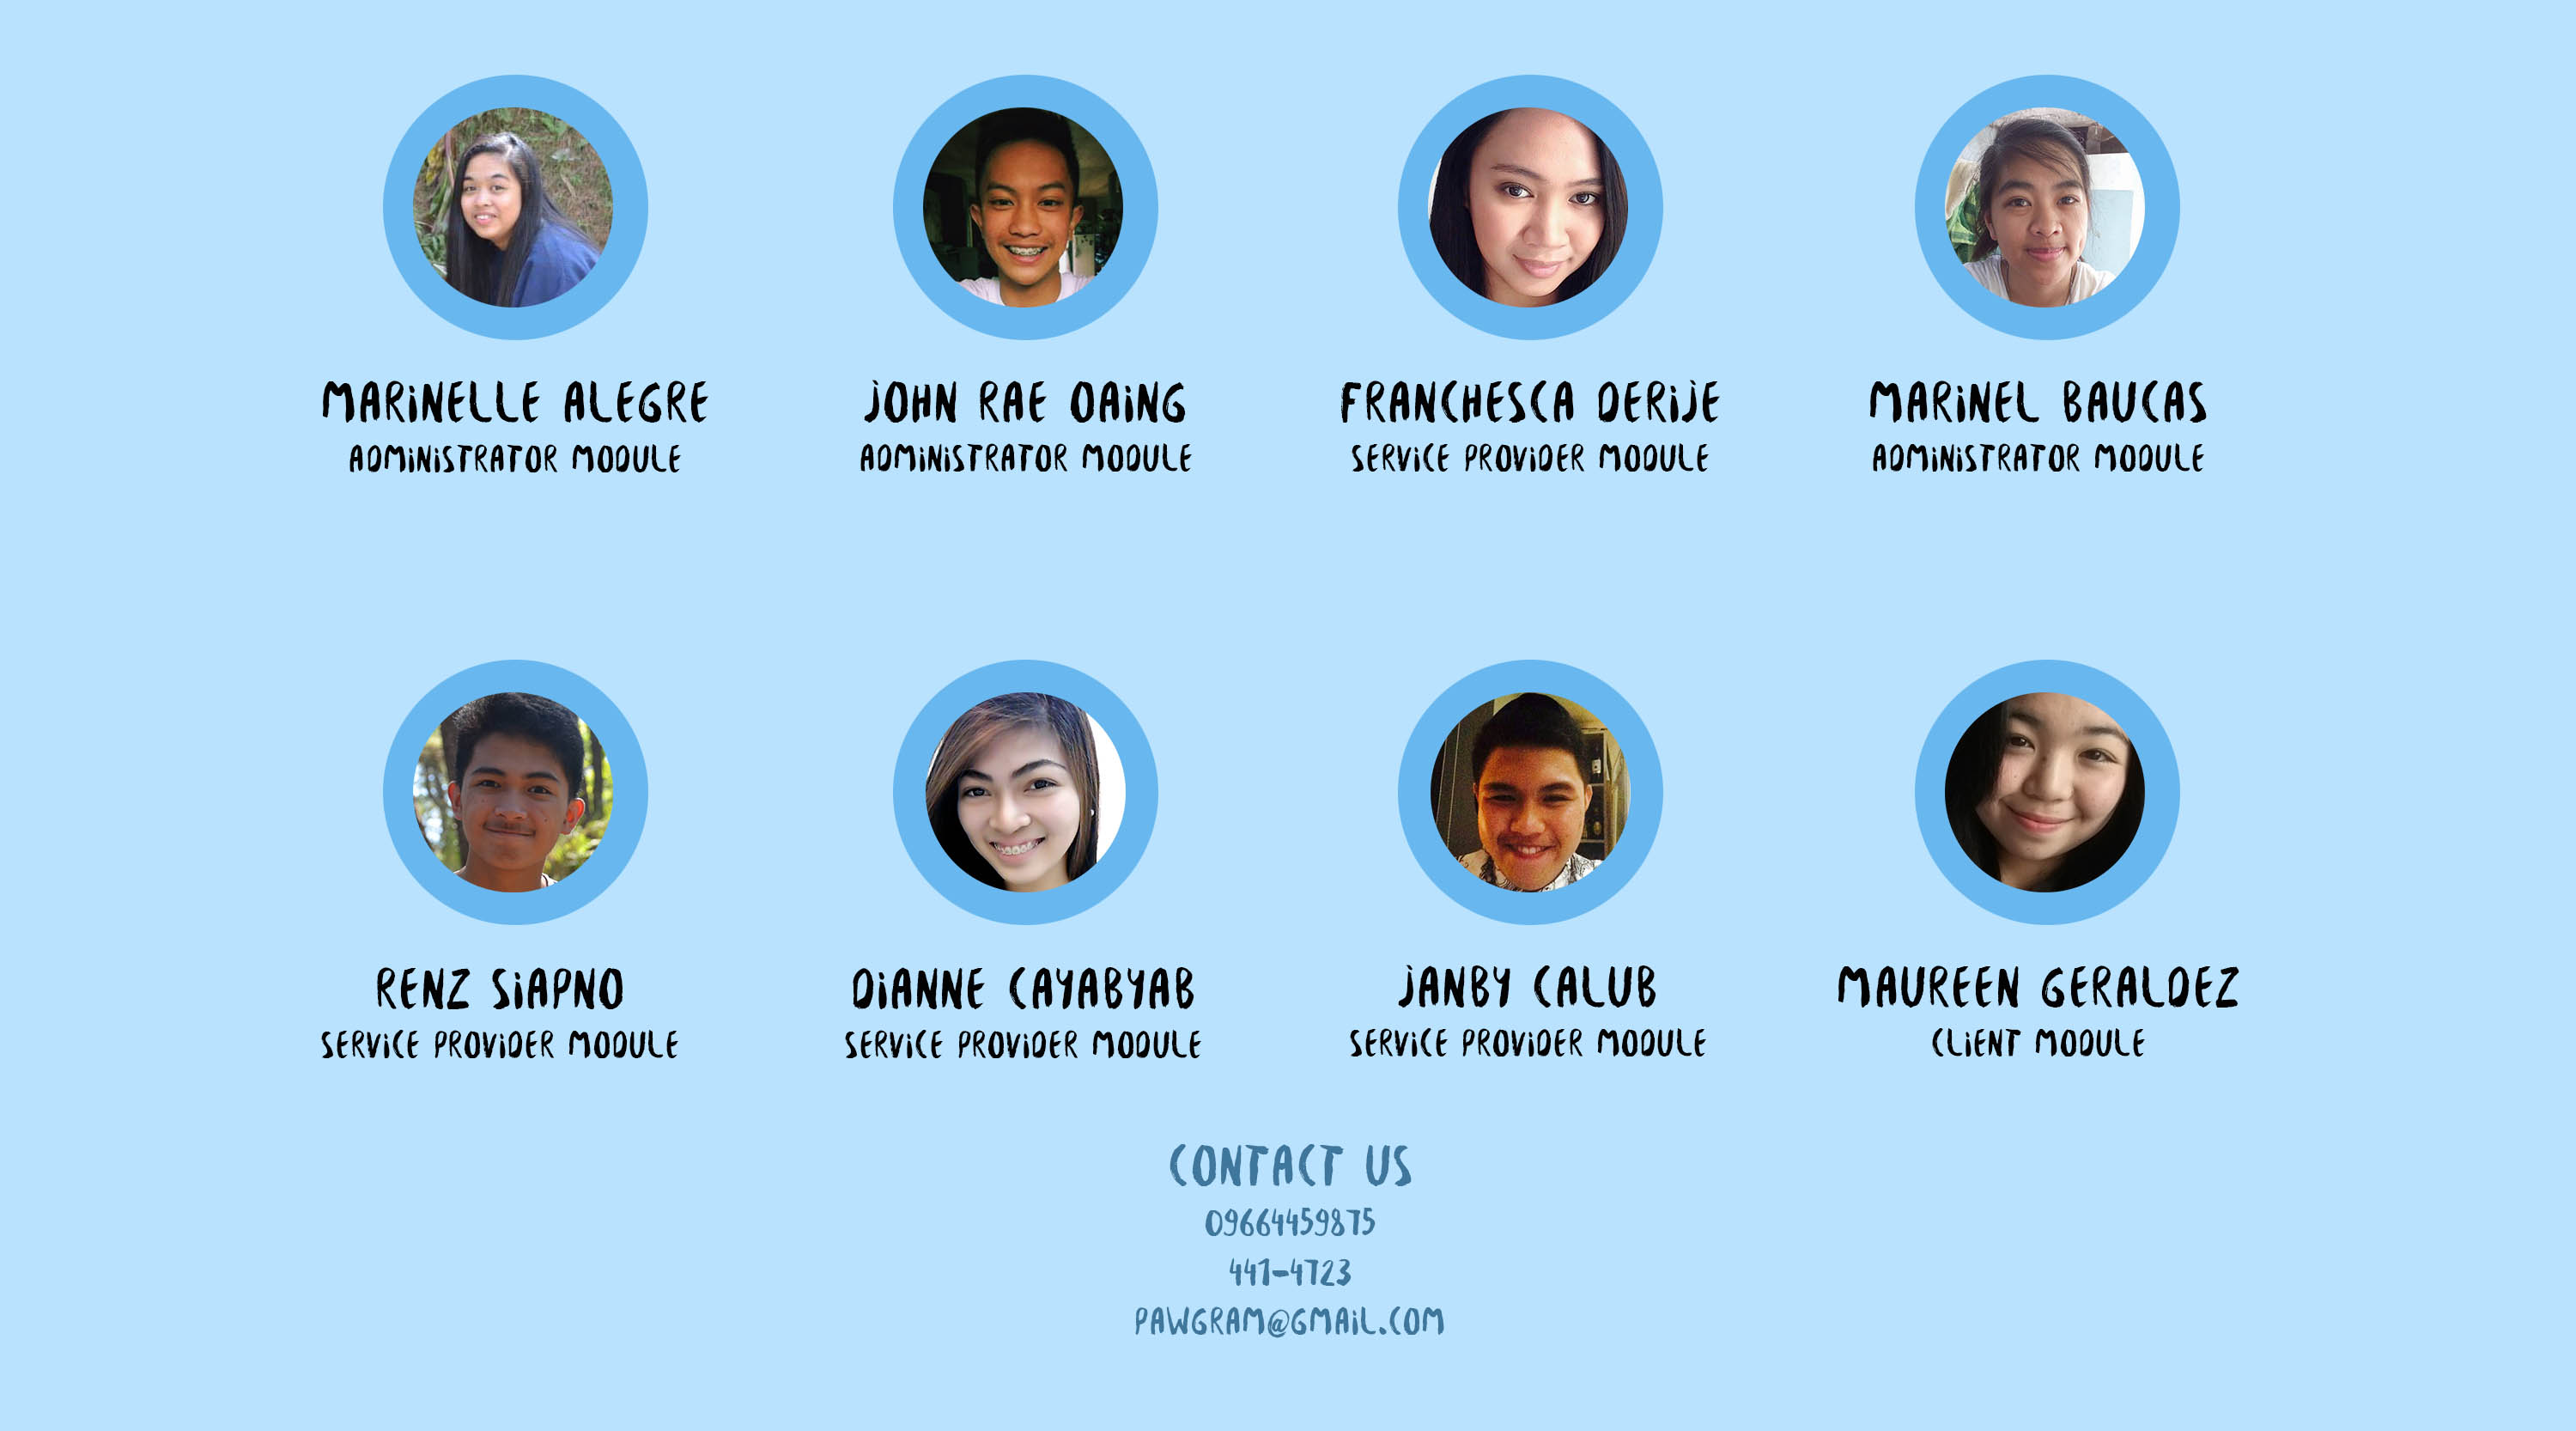 MARINELLE ALEGRE
ADMINISTRATOR MODULE
JOHN RAE OAING
ADMINISTRATOR MODULE
FRANCHESCA DERIJE
SERVICE PROVIDER MODULE
MARINEL BAUCAS
ADMINISTRATOR MODULE
RENZ SIAPNO
SERVICE PROVIDER MODULE
DIANNE CAYABYAB
SERVICE PROVIDER MODULE
JANBY CALUB
SERVICE PROVIDER MODULE
MAUREEN GERALDEZ
CLIENT MODULE
CONTACT US
09664459875
441-4723
PAWGRAM@GMAIL.COM